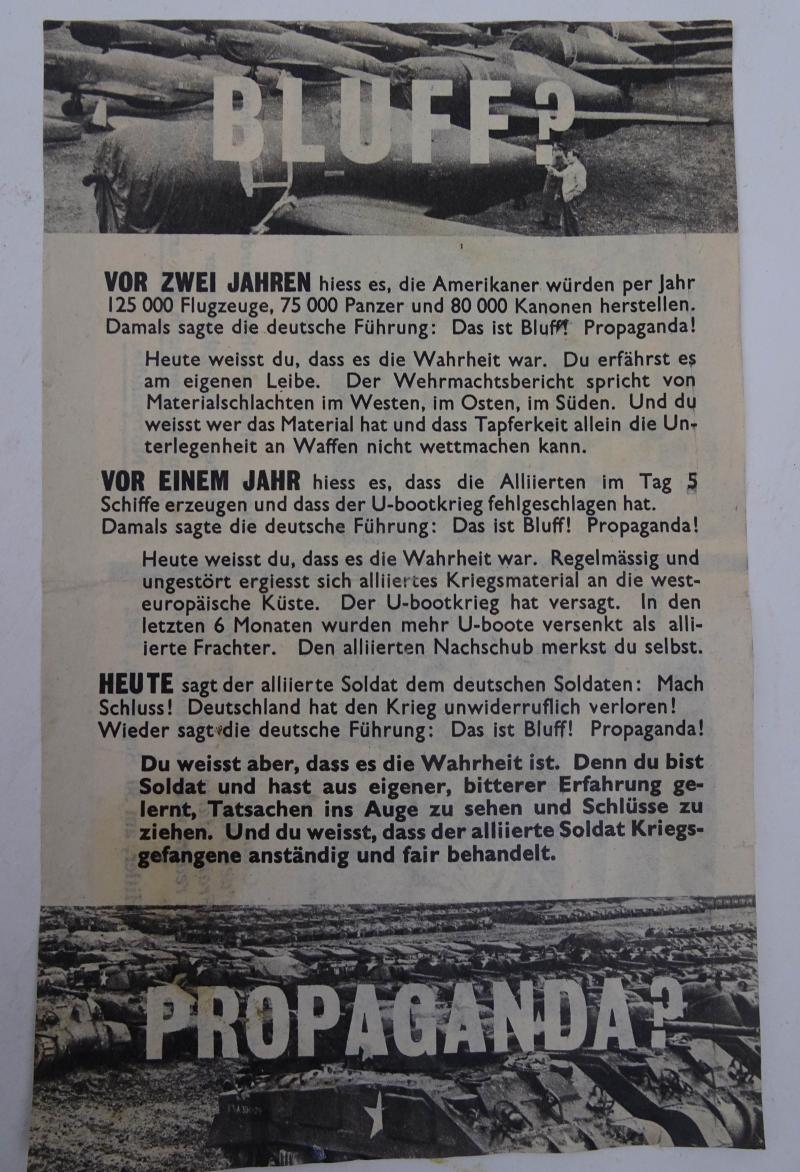 BLUFF?
VOR ZWEI JAHREN hiess es, die Amerikaner würden per Jahr
125 000 Flugzeuge, 75 000 Panzer und 80 000 Kanonen herstellen.
Damals sagte die deutsche Führung: Das ist Bluff! Propaganda!
Heute weisst du, dass es die Wahrheit war. Du erfährst es
am eigenen Leibe. Der Wehrmachtsbericht spricht von
Materialschlachten im Westen, im Osten, im Süden. Und du
weisst wer das Material hat und dass Tapferkeit allein die Un-
terlegenheit an Waffen nicht wettmachen kann.
VOR EINEM JAHR hiess es, dass die Alliierten im Tag 5
Schiffe erzeugen und dass der U-bootkrieg fehlgeschlagen hat.
Damals sagte die deutsche Führung: Das ist Bluff! Propaganda!
Heute weisst du, dass es die Wahrheit war. Regelmässig und
ungestört ergiesst sich alliiertes Kriegsmaterial an die west-
europäische Küste. Der U-bootkrieg hat versagt. In den
letzten 6 Monaten wurden mehr U-boote versenkt als alli-
ierte Frachter. Den alliierten Nachschub merkst du selbst.
HEUTE sagt der alliierte Soldat dem deutschen Soldaten: Mach
Schluss! Deutschland hat den Krieg unwiderruflich verloren!
Wieder sagt die deutsche Führung: Das ist Bluff! Propaganda!
Du weisst aber, dass es die Wahrheit ist. Denn du bist
Soldat und hast aus eigener, bitterer Erfahrung ge-
lernt, Tatsachen ins Auge zu sehen und Schlüsse zu
ziehen. Und du weisst, dass der alliierte Soldat Kriegs-
gefangene anständig und fair behandelt.
PROPAGANDA?